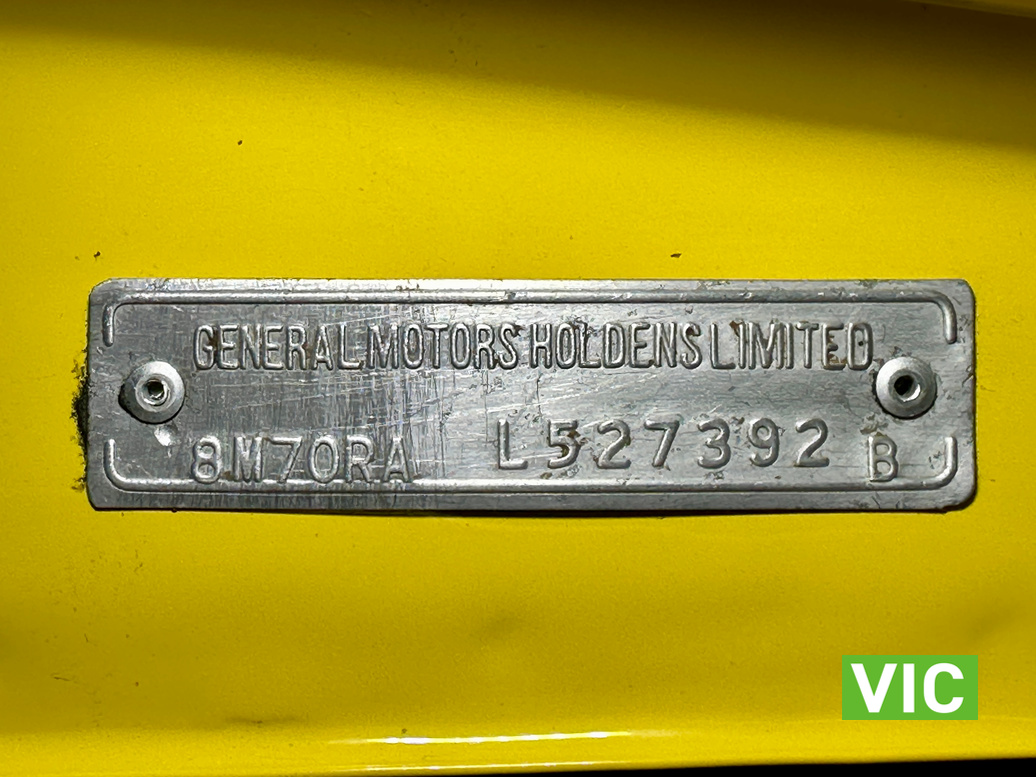 GENERAL MOTORS HOLDENS LIMITED
8M70RA L527392 B
VIC